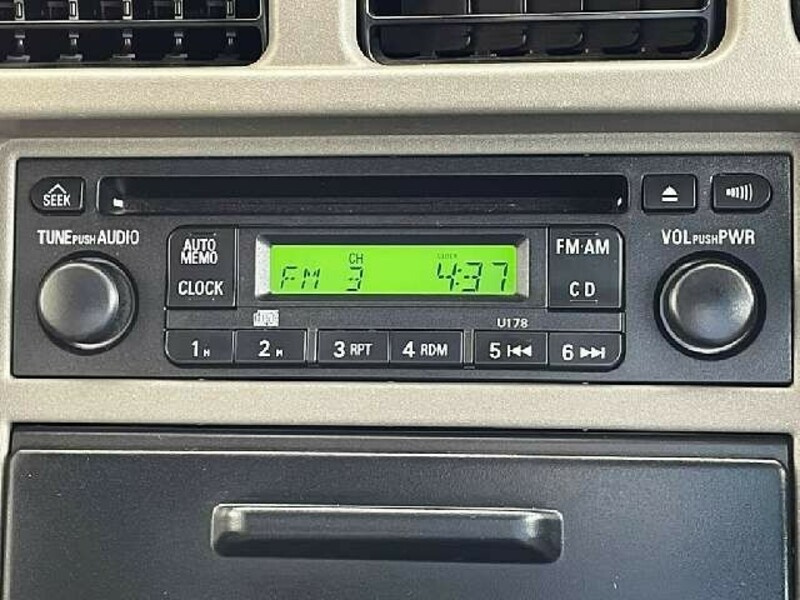 SEEK
TUNE PUSH AUDIO
AUTO MEMO
CLOCK
CH
CLOCK
FM 3 4:37
FM·AM
CD
VOL PUSH PWR
U178
1 H
2 M
3 RPT
4 RDM
5
6